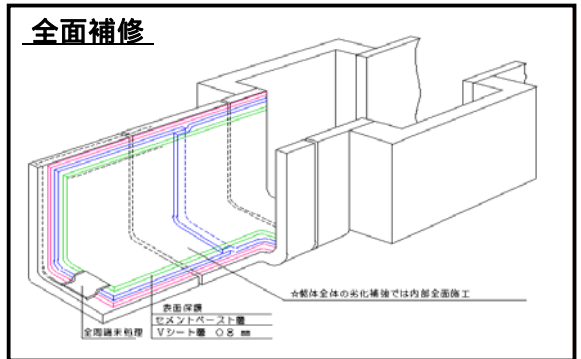 全面補修
☆躯体全体の劣化補強では内部全面施工
表面保護
セメントペースト層
全周端末処理
Vシート層 〇8 ㎜